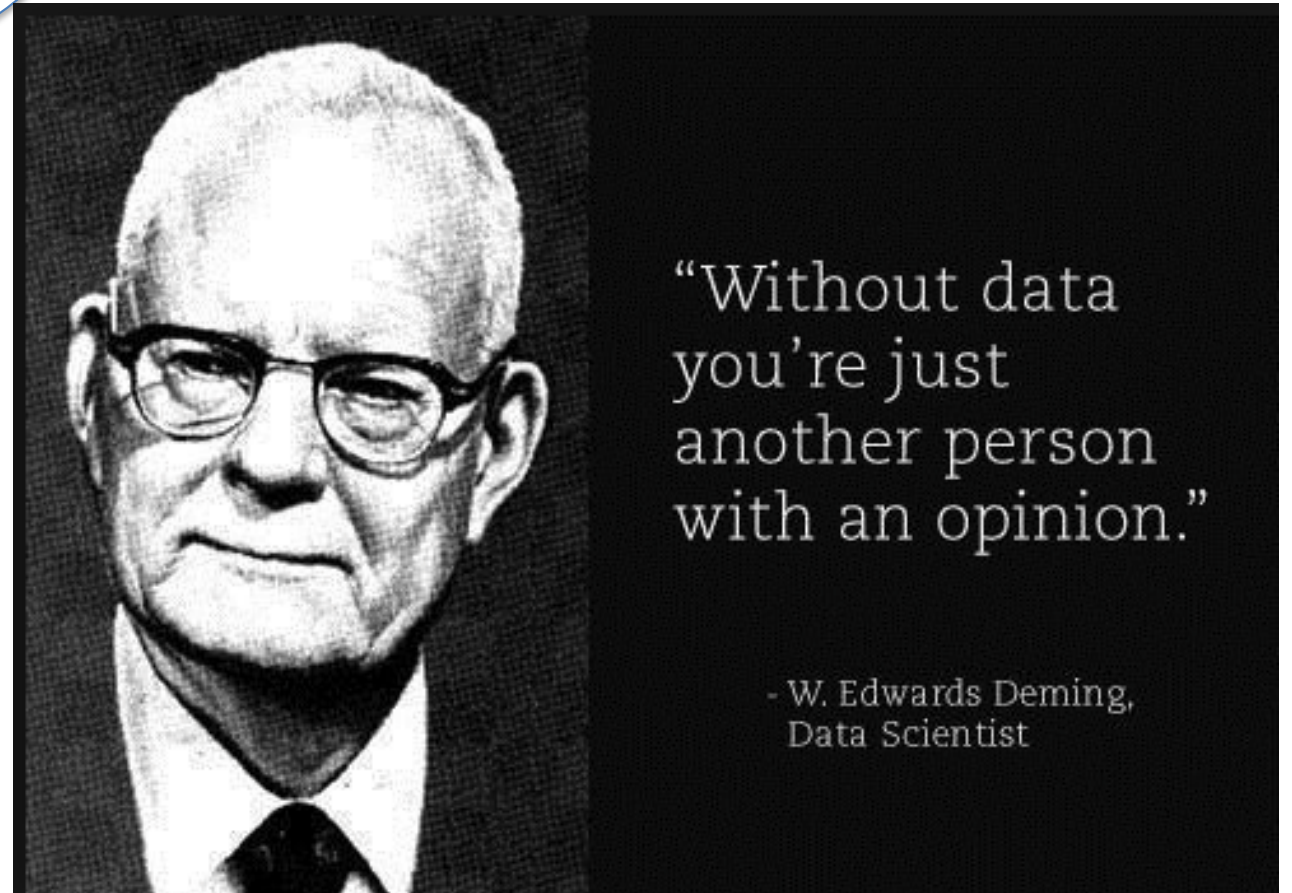 “Without data
you’re just
another person
with an opinion.”
- W. Edwards Deming,
Data Scientist